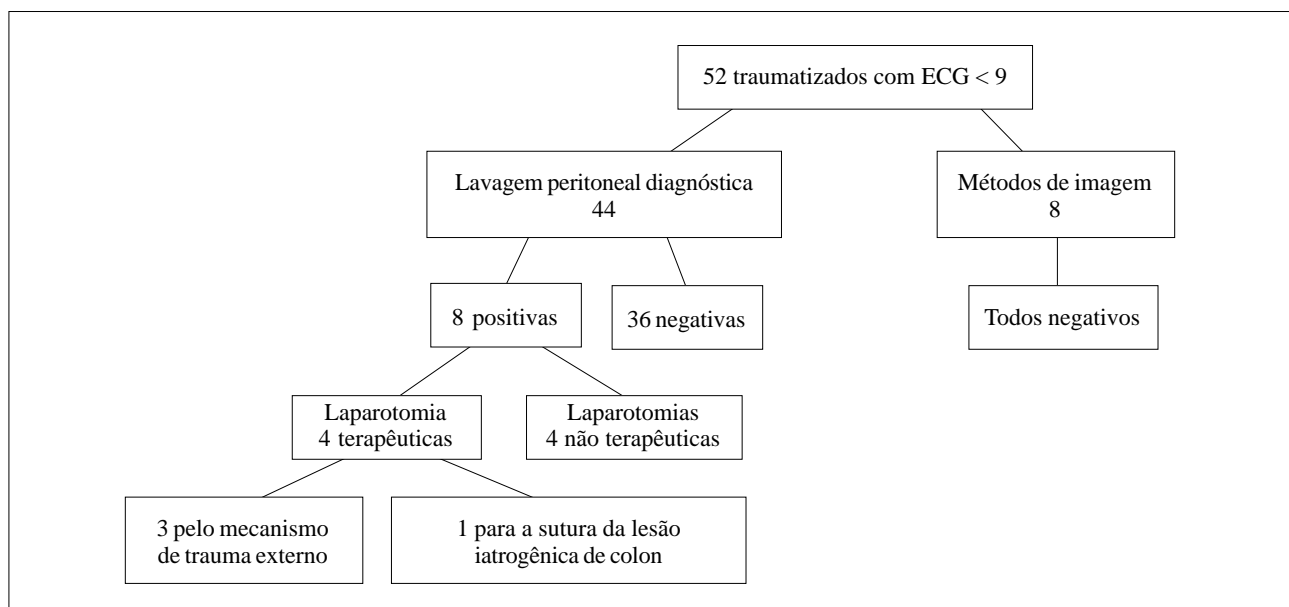 52 traumatizados com ECG < 9
Lavagem peritoneal diagnóstica
44
Métodos de imagem
8
8 positivas
36 negativas
Todos negativos
Laparotomia
4 terapêuticas
Laparotomias
4 não terapêuticas
3 pelo mecanismo
de trauma externo
1 para a sutura da lesão
iatrogênica de colon